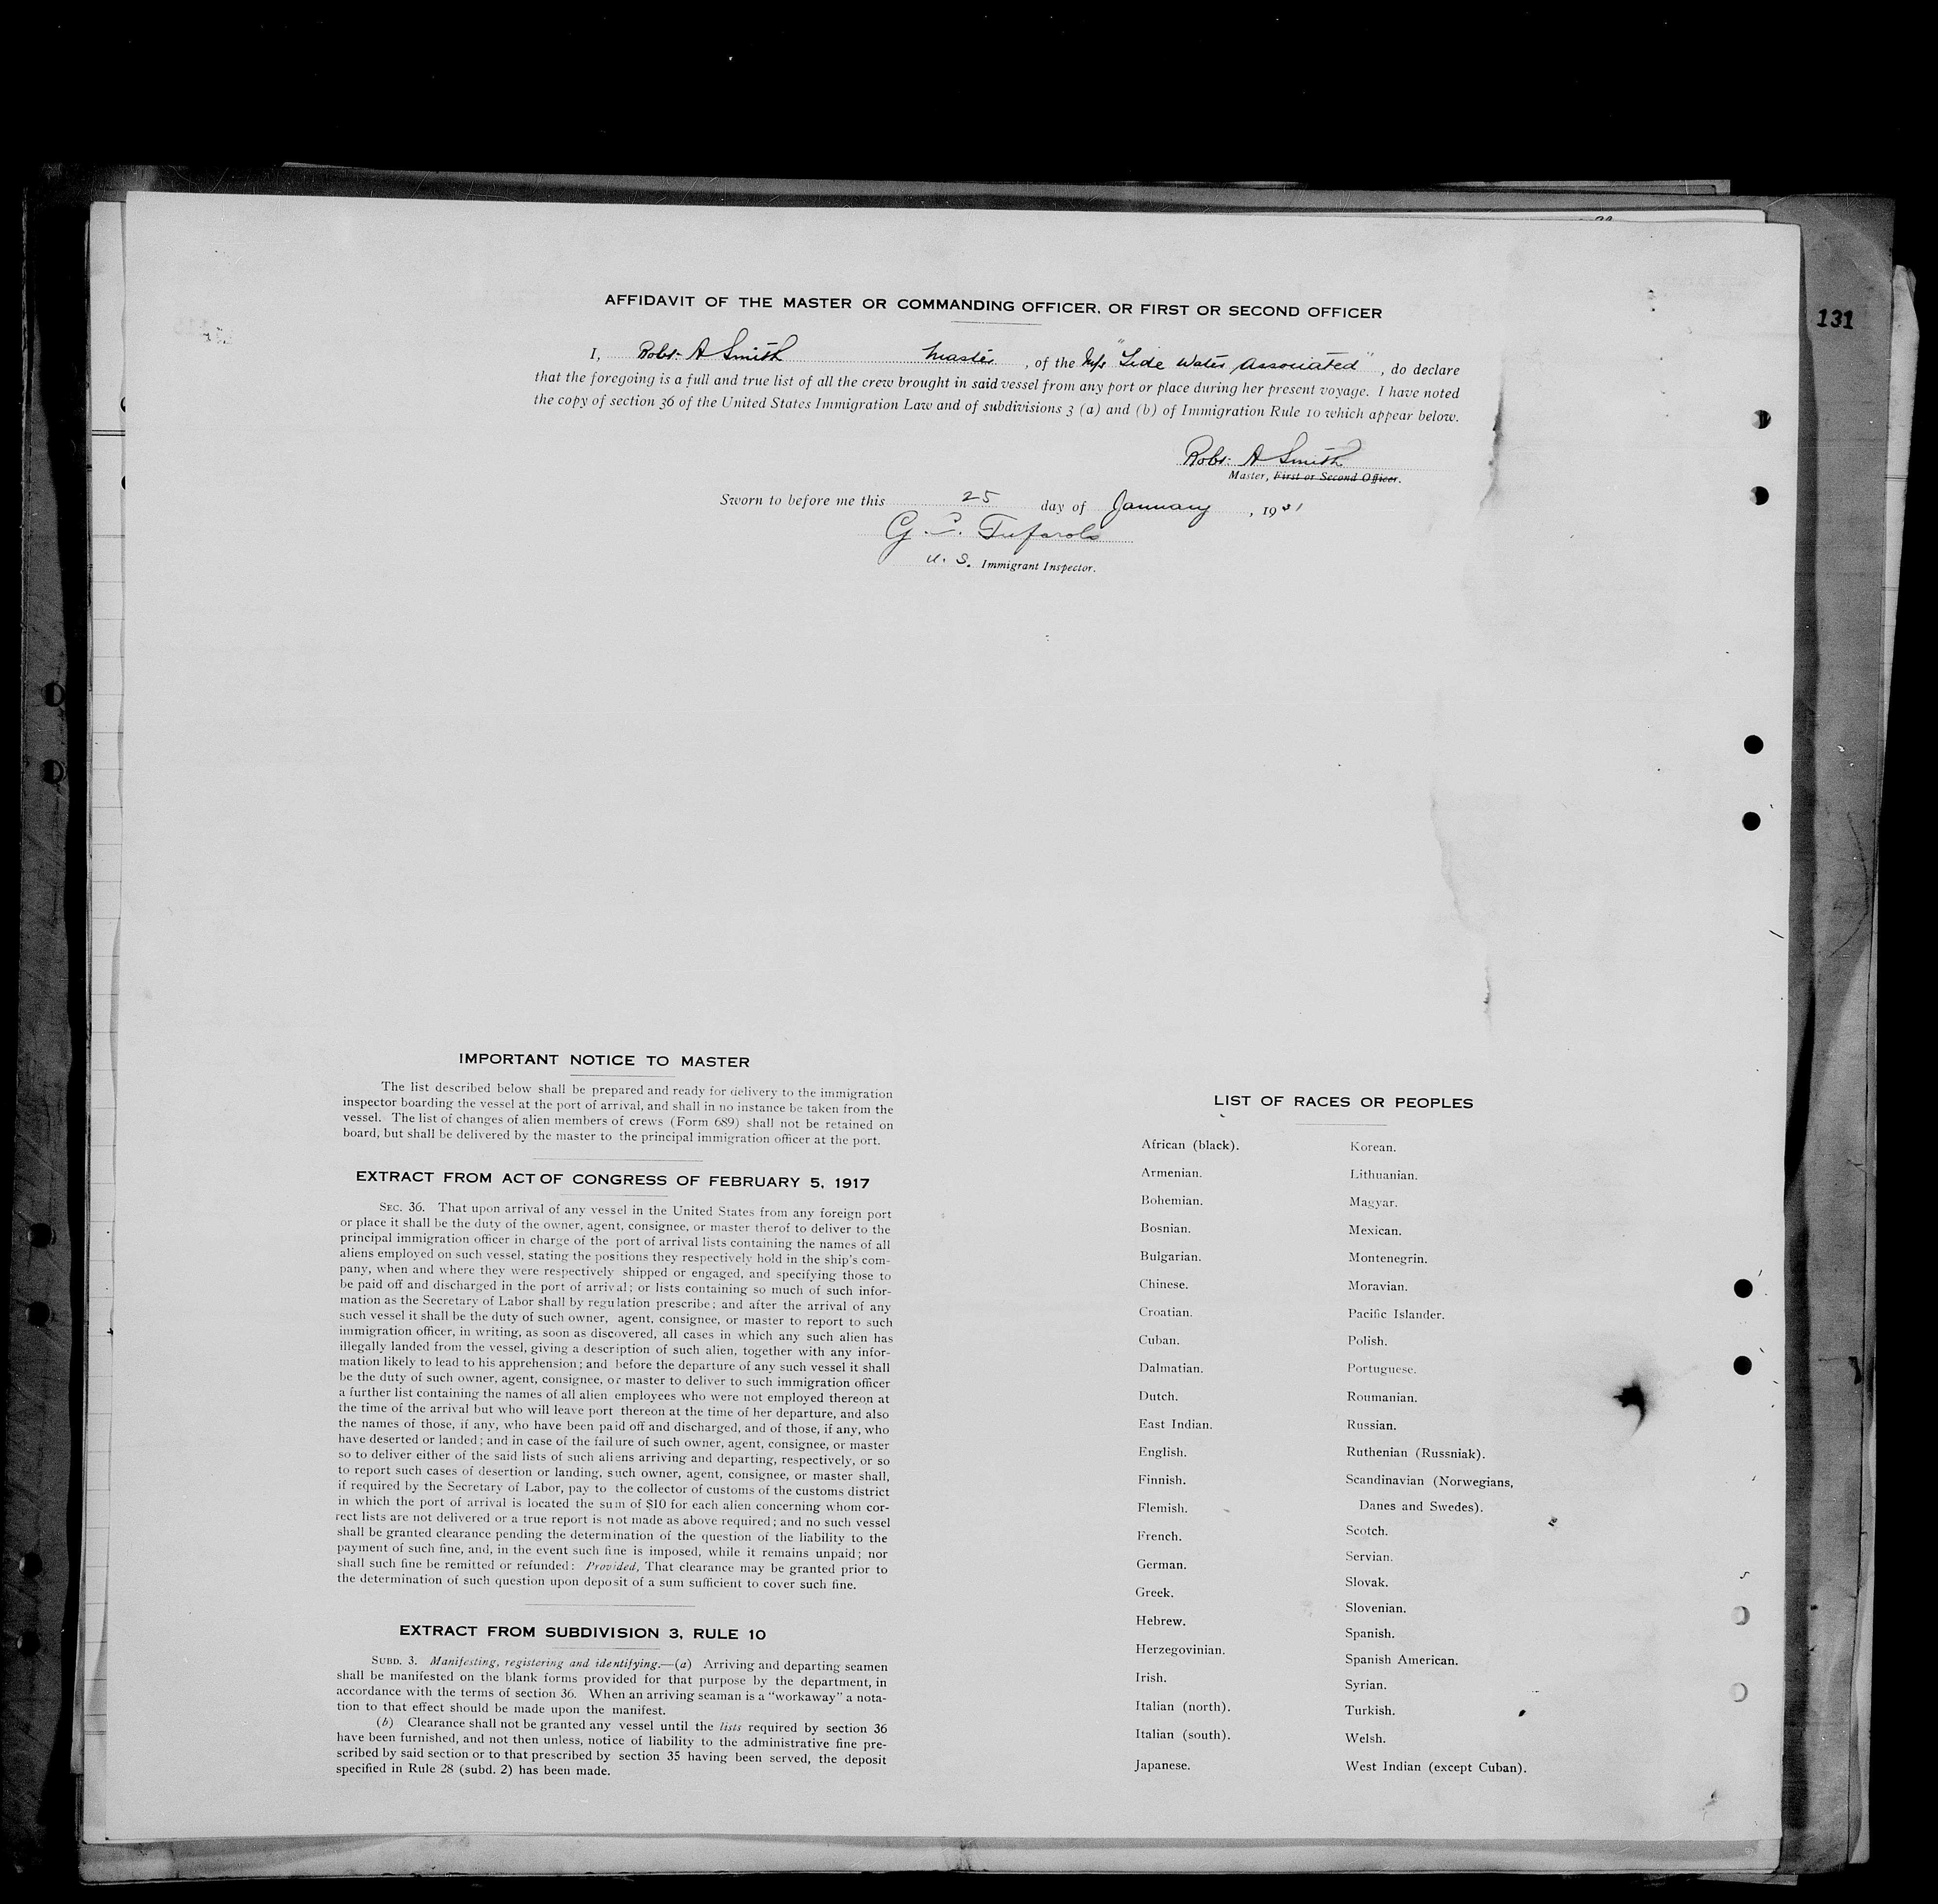 131
AFFIDAVIT OF THE MASTER OR COMMANDING OFFICER, OR FIRST OR SECOND OFFICER
I, Robt. A Smith Master, of the M/s "Tide Water Associated", do declare
that the foregoing is a full and true list of all the crew brought in said vessel from any port or place during her present voyage. I have noted
the copy of section 36 of the United States Immigration Law and of subdivisions 3 (a) and (b) of Immigration Rule 10 which appear below.
Robt. A Smith
Master, First or Second Officer.
Sworn to before me this 25 day of January, 1931
G.
U. S. Immigrant Inspector.
IMPORTANT NOTICE TO MASTER
The list described below shall be prepared and ready for delivery to the immigration
inspector boarding the vessel at the port of arrival, and shall in no instance be taken from the
vessel. The list of changes of alien members of crews (Form 689) shall not be retained on
board, but shall be delivered by the master to the principal immigration officer at the port.
EXTRACT FROM ACT OF CONGRESS OF FEBRUARY 5, 1917
SEC. 36. That upon arrival of any vessel in the United States from any foreign port
or place it shall be the duty of the owner, agent, consignee, or master therof to deliver to the
principal immigration officer in charge of the port of arrival lists containing the names of all
aliens employed on such vessel, stating the positions they respectively hold in the ship's com-
pany, when and where they were respectively shipped or engaged, and specifying those to
be paid off and discharged in the port of arrival; or lists containing so much of such infor-
mation as the Secretary of Labor shall by regulation prescribe; and after the arrival of any
such vessel it shall be the duty of such owner, agent, consignee, or master to report to such
immigration officer, in writing, as soon as discovered, all cases in which any such alien has
illegally landed from the vessel, giving a description of such alien, together with any infor-
mation likely to lead to his apprehension; and before the departure of any such vessel it shall
be the duty of such owner, agent, consignee, or master to deliver to such immigration officer
a further list containing the names of all alien employees who were not employed thereon at
the time of the arrival but who will leave port thereon at the time of her departure, and also
the names of those, if any, who have been paid off and discharged, and of those, if any, who
have deserted or landed; and in case of the failure of such owner, agent, consignee, or master
so to deliver either of the said lists of such aliens arriving and departing, respectively, or so
to report such cases of desertion or landing, such owner, agent, consignee, or master shall,
if required by the Secretary of Labor, pay to the collector of customs of the customs district
in which the port of arrival is located the sum of $10 for each alien concerning whom cor-
rect lists are not delivered or a true report is not made as above required; and no such vessel
shall be granted clearance pending the determination of the question of the liability to the
payment of such fine, and, in the event such fine is imposed, while it remains unpaid; nor
shall such fine be remitted or refunded: Provided, That clearance may be granted prior to
the determination of such question upon deposit of a sum sufficient to cover such fine.
EXTRACT FROM SUBDIVISION 3, RULE 10
SUBD. 3. Manifesting, registering and identifying.—(a) Arriving and departing seamen
shall be manifested on the blank forms provided for that purpose by the department, in
accordance with the terms of section 36. When an arriving seaman is a "workaway" a nota-
tion to that effect should be made upon the manifest.
(b) Clearance shall not be granted any vessel until the lists required by section 36
have been furnished, and not then unless, notice of liability to the administrative fine pre-
scribed by said section or to that prescribed by section 35 having been served, the deposit
specified in Rule 28 (subd. 2) has been made.
LIST OF RACES OR PEOPLES
African (black).
Armenian.
Bohemian.
Bosnian.
Bulgarian.
Chinese.
Croatian.
Cuban.
Dalmatian.
Dutch.
East Indian.
English.
Finnish.
Flemish.
French.
German.
Greek.
Hebrew.
Herzegovinian.
Irish.
Italian (north).
Italian (south).
Japanese.
Korean.
Lithuanian.
Magyar.
Mexican.
Montenegrin.
Moravian.
Pacific Islander.
Polish.
Portuguese.
Roumanian.
Russian.
Ruthenian (Russniak).
Scandinavian (Norwegians,
Danes and Swedes).
Scotch.
Servian.
Slovak.
Slovenian.
Spanish.
Spanish American.
Syrian.
Turkish.
Welsh.
West Indian (except Cuban).